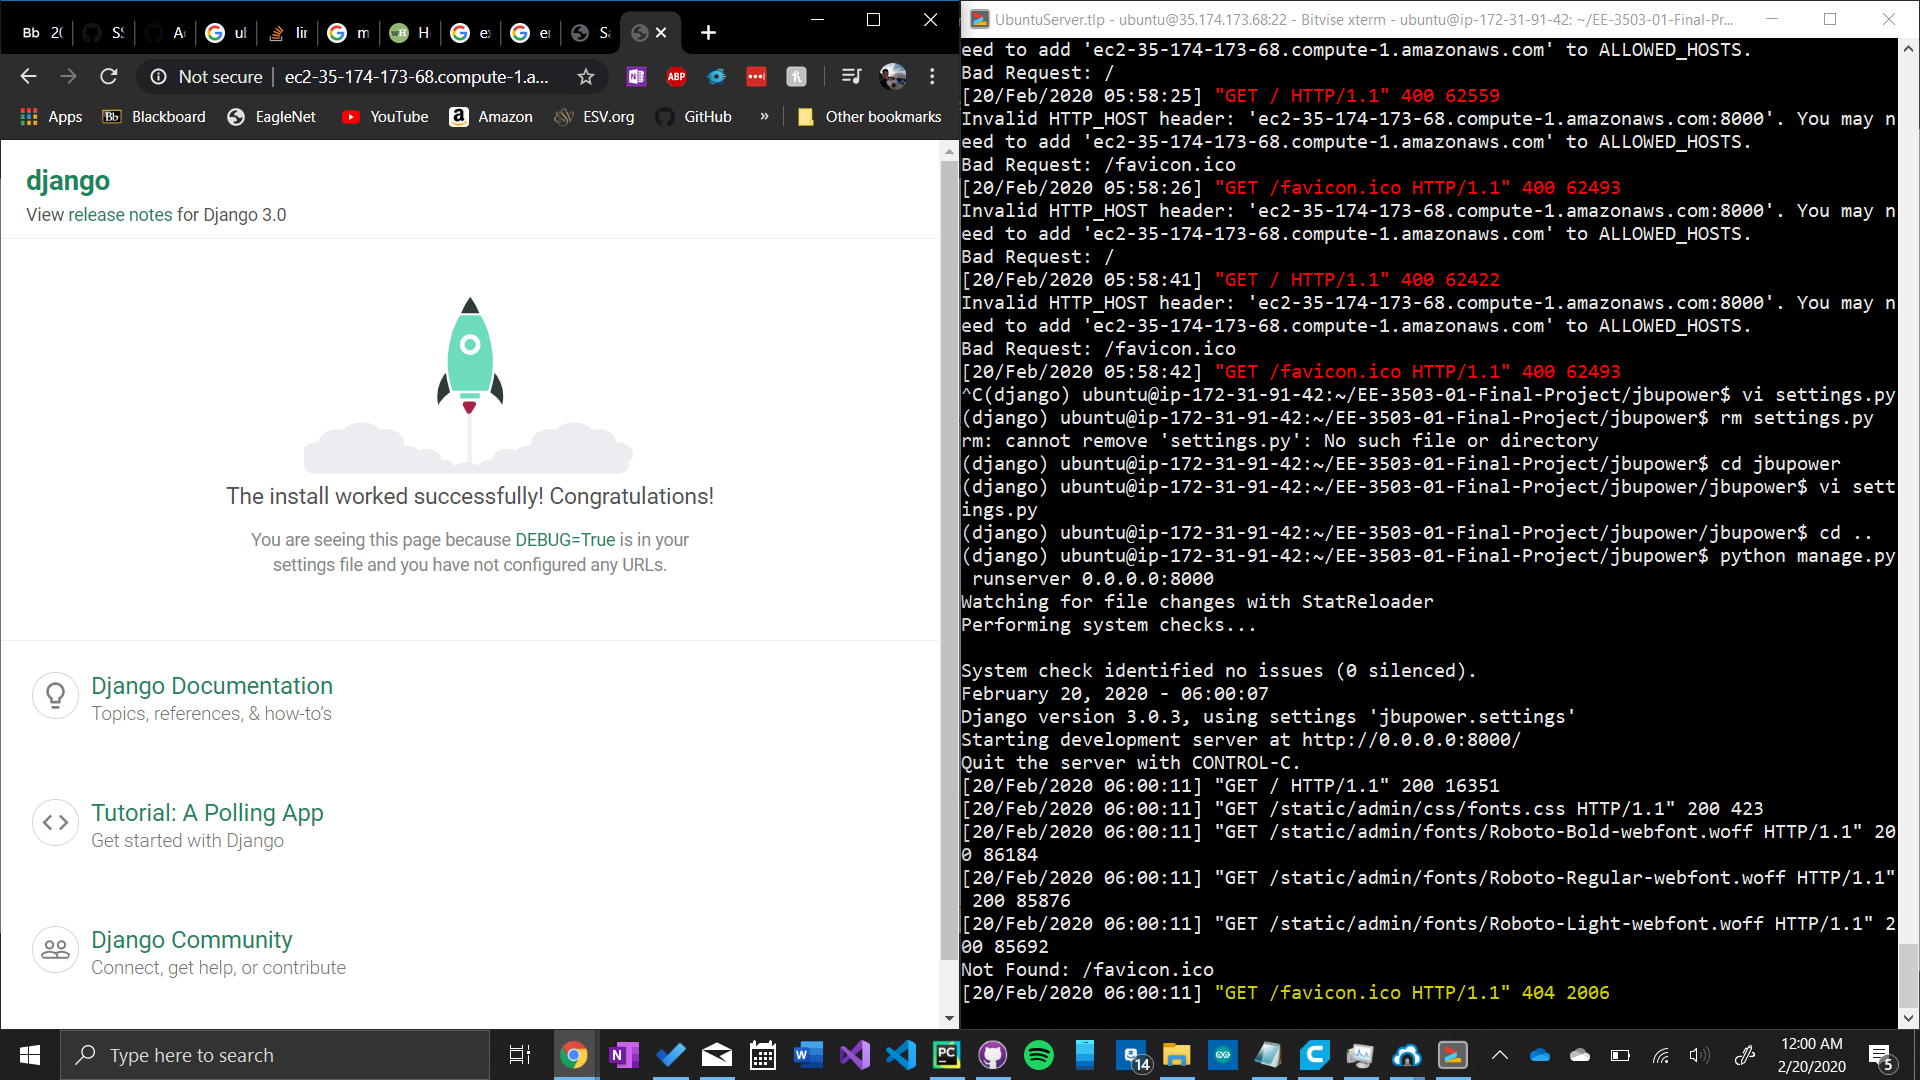 Bb 20
SS
A
ul
lir
m
H
ex
er
Sa
Not secure | ec2-35-174-173-68.compute-1.a...
ABP
Apps Blackboard EagleNet YouTube Amazon ESV.org GitHub » Other bookmarks
django
View release notes for Django 3.0
The install worked successfully! Congratulations!
You are seeing this page because DEBUG=True is in your
settings file and you have not configured any URLs.
Django Documentation
Topics, references, & how-to's
Tutorial: A Polling App
Get started with Django
Django Community
Connect, get help, or contribute
UbuntuServer.tlp - ubuntu@35.174.173.68:22 - Bitvise xterm - ubuntu@ip-172-31-91-42: ~/EE-3503-01-Final-Pr...
eed to add 'ec2-35-174-173-68.compute-1.amazonaws.com' to ALLOWED_HOSTS.
Bad Request: /
[20/Feb/2020 05:58:25] "GET / HTTP/1.1" 400 62559
Invalid HTTP_HOST header: 'ec2-35-174-173-68.compute-1.amazonaws.com:8000'. You may n
eed to add 'ec2-35-174-173-68.compute-1.amazonaws.com' to ALLOWED_HOSTS.
Bad Request: /favicon.ico
[20/Feb/2020 05:58:26] "GET /favicon.ico HTTP/1.1" 400 62493
Invalid HTTP_HOST header: 'ec2-35-174-173-68.compute-1.amazonaws.com:8000'. You may n
eed to add 'ec2-35-174-173-68.compute-1.amazonaws.com' to ALLOWED_HOSTS.
Bad Request: /
[20/Feb/2020 05:58:41] "GET / HTTP/1.1" 400 62422
Invalid HTTP_HOST header: 'ec2-35-174-173-68.compute-1.amazonaws.com:8000'. You may n
eed to add 'ec2-35-174-173-68.compute-1.amazonaws.com' to ALLOWED_HOSTS.
Bad Request: /favicon.ico
[20/Feb/2020 05:58:42] "GET /favicon.ico HTTP/1.1" 400 62493
^C(django) ubuntu@ip-172-31-91-42:~/EE-3503-01-Final-Project/jbupower$ vi settings.py
(django) ubuntu@ip-172-31-91-42:~/EE-3503-01-Final-Project/jbupower$ rm settings.py
rm: cannot remove 'settings.py': No such file or directory
(django) ubuntu@ip-172-31-91-42:~/EE-3503-01-Final-Project/jbupower$ cd jbupower
(django) ubuntu@ip-172-31-91-42:~/EE-3503-01-Final-Project/jbupower/jbupower$ vi sett
ings.py
(django) ubuntu@ip-172-31-91-42:~/EE-3503-01-Final-Project/jbupower/jbupower$ cd ..
(django) ubuntu@ip-172-31-91-42:~/EE-3503-01-Final-Project/jbupower$ python manage.py
runserver 0.0.0.0:8000
Watching for file changes with StatReloader
Performing system checks...
System check identified no issues (0 silenced).
February 20, 2020 - 06:00:07
Django version 3.0.3, using settings 'jbupower.settings'
Starting development server at http://0.0.0.0:8000/
Quit the server with CONTROL-C.
[20/Feb/2020 06:00:11] "GET / HTTP/1.1" 200 16351
[20/Feb/2020 06:00:11] "GET /static/admin/css/fonts.css HTTP/1.1" 200 423
[20/Feb/2020 06:00:11] "GET /static/admin/fonts/Roboto-Bold-webfont.woff HTTP/1.1" 20
0 86184
[20/Feb/2020 06:00:11] "GET /static/admin/fonts/Roboto-Regular-webfont.woff HTTP/1.1"
200 85876
[20/Feb/2020 06:00:11] "GET /static/admin/fonts/Roboto-Light-webfont.woff HTTP/1.1" 2
00 85692
Not Found: /favicon.ico
[20/Feb/2020 06:00:11] "GET /favicon.ico HTTP/1.1" 404 2006
Type here to search
14
12:00 AM
2/20/2020
5